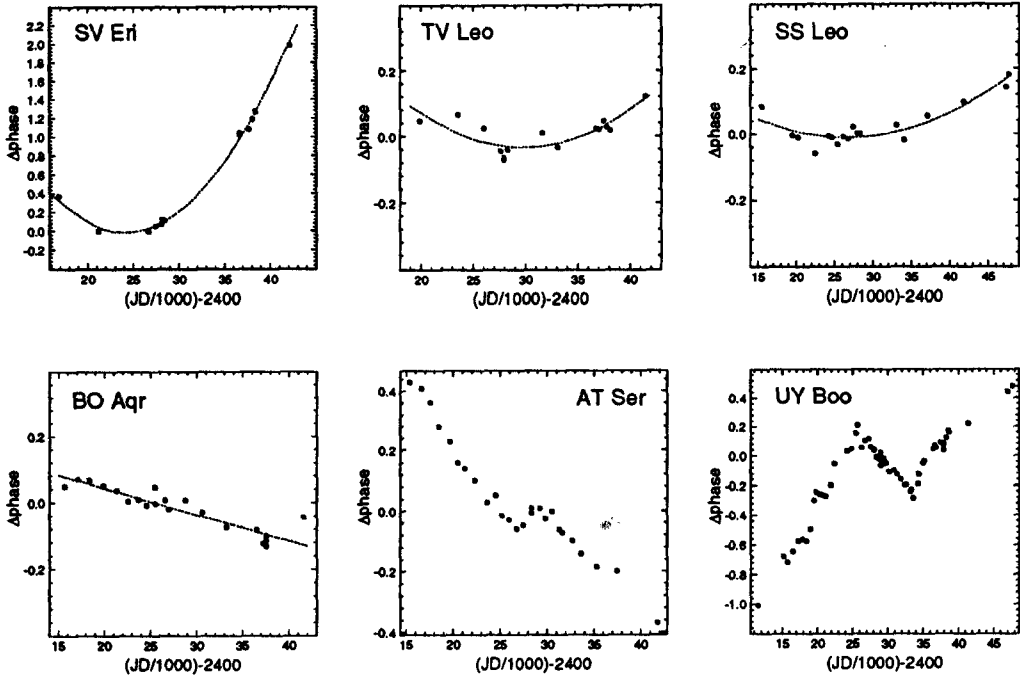 SV Eri
Δphase
2.2
2.0
1.8
1.6
1.4
1.2
1.0
0.8
0.6
0.4
0.2
0.0
-0.2
20 25 30 35 40
(JD/1000)-2400
TV Leo
Δphase
0.2
0.0
-0.2
20 25 30 35 40
(JD/1000)-2400
SS Leo
Δphase
0.2
0.0
-0.2
15 20 25 30 35 40 45
(JD/1000)-2400
BO Aqr
Δphase
0.2
0.0
-0.2
15 20 25 30 35 40
(JD/1000)-2400
AT Ser
Δphase
0.4
0.2
0.0
-0.2
-0.4
15 20 25 30 35 40
(JD/1000)-2400
UY Boo
Δphase
0.4
0.2
0.0
-0.2
-0.4
-0.6
-0.8
-1.0
15 20 25 30 35 40 45
(JD/1000)-2400